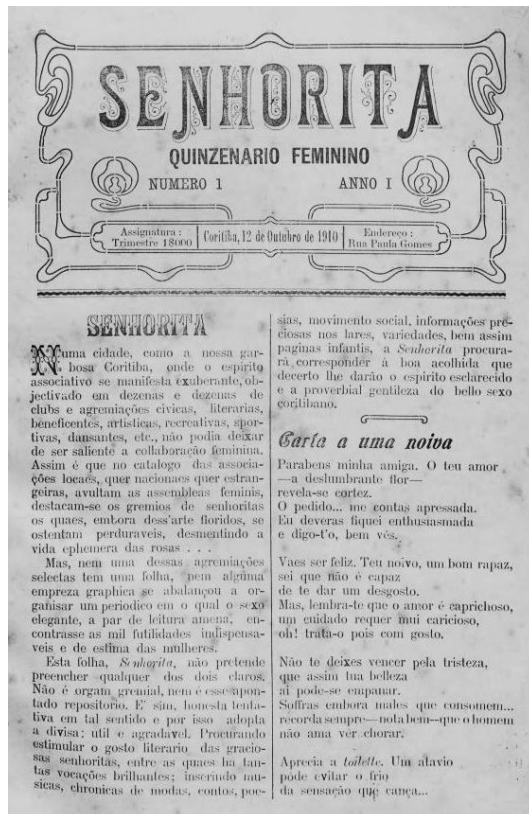 SENHORITA
QUINZENARIO FEMININO
NUMERO 1 ANNO I
Assignatura :
Trimestre 1$000
Coritiba, 12 de Outubro de 1910
Endereço :
Rua Paula Gomes
SENHORITA
Numa cidade, como a nossa gar-
bosa Coritiba, onde o espirito
associativo se manifesta exuberante, ob-
jectivado em dezenas e dezenas de
clubs e agremiações civicas, literarias,
beneficentes, artisticas, recreativas, spor-
tivas, dansantes, etc., não podia deixar
de ser saliente a collaboração feminina.
Assim é que no catalogo das associa-
ções locaes, quer nacionaes quer estran-
geiras, avultam as assembleas feminis,
destacam-se os gremios de senhoritas
os quaes, embora dess'arte floridos, se
ostentam perduraveis, desmentindo a
vida ephemera das rosas . . .
Mas, nem uma dessas agremiações
selectas tem uma folha, nem alguma
empreza graphica se abalançou a or-
ganisar um periodico em o qual o sexo
elegante, a par de leitura amena, en-
contrasse as mil futilidades indispensa-
veis e de estima das mulheres.
Esta folha, Senhorita, não pretende
preencher qualquer dos dois claros.
Não é orgam gremial, nem é esse apon-
tado repositorio. E' sim, honesta tenta-
tiva em tal sentido e por isso adopta
a divisa; util e agradavel. Procurando
estimular o gosto literario das gracio-
sas senhoritas, entre as quaes ha tan-
tas vocações brilhantes; inserindo mu-
sicas, chronicas de modas, contos, poe-
sias, movimento social, informações pre-
ciosas nos lares, variedades, bem assim
paginas infantis, a Senhorita procura-
rá corresponder á boa acolhida que
decerto lhe darão o espirito esclarecido
e a proverbial gentileza do bello sexo
coritibano.
Carta a uma noiva
Parabens minha amiga. O teu amor
—a deslumbrante flor—
revela-se cortez.
O pedido... me contas apressada.
Eu deveras fiquei enthusiasmada
e digo-t'o, bem vês.
Vaes ser feliz. Teu noivo, um bom rapaz,
sei que não é capaz
de te dar um desgosto.
Mas, lembra-te que o amor é caprichoso,
um cuidado requer mui caricioso,
oh! trata-o pois com gosto.
Não te deixes vencer pela tristeza,
que assim tua belleza
ai pode-se empanar.
Soffras embora males que consomem...
recorda sempre—nota bem—que o homem
não ama vêr chorar.
Aprecia a toilette. Um atavio
pode evitar o frio
da sensação que cança...